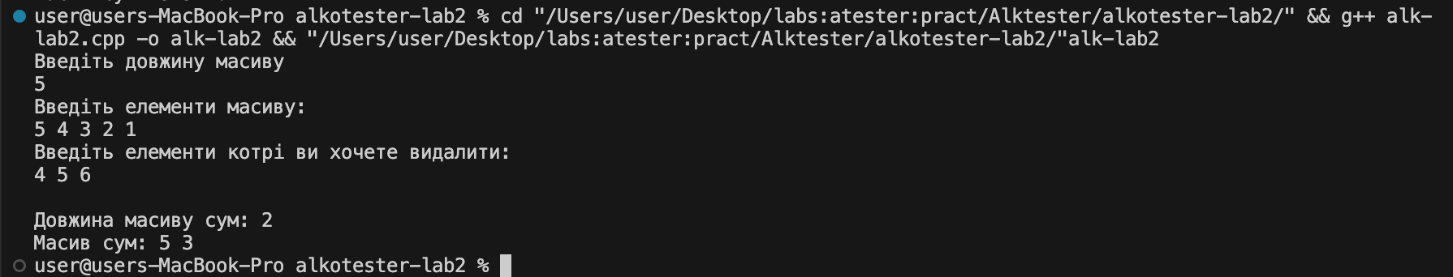 user@users-MacBook-Pro alkotester-lab2 % cd "/Users/user/Desktop/labs:atester:pract/Alktester/alkotester-lab2/" && g++ alk-
lab2.cpp -o alk-lab2 && "/Users/user/Desktop/labs:atester:pract/Alktester/alkotester-lab2/"alk-lab2
Введіть довжину масиву
5
Введіть елементи масиву:
5 4 3 2 1
Введіть елементи котрі ви хочете видалити:
4 5 6
Довжина масиву сум: 2
Масив сум: 5 3
user@users-MacBook-Pro alkotester-lab2 %